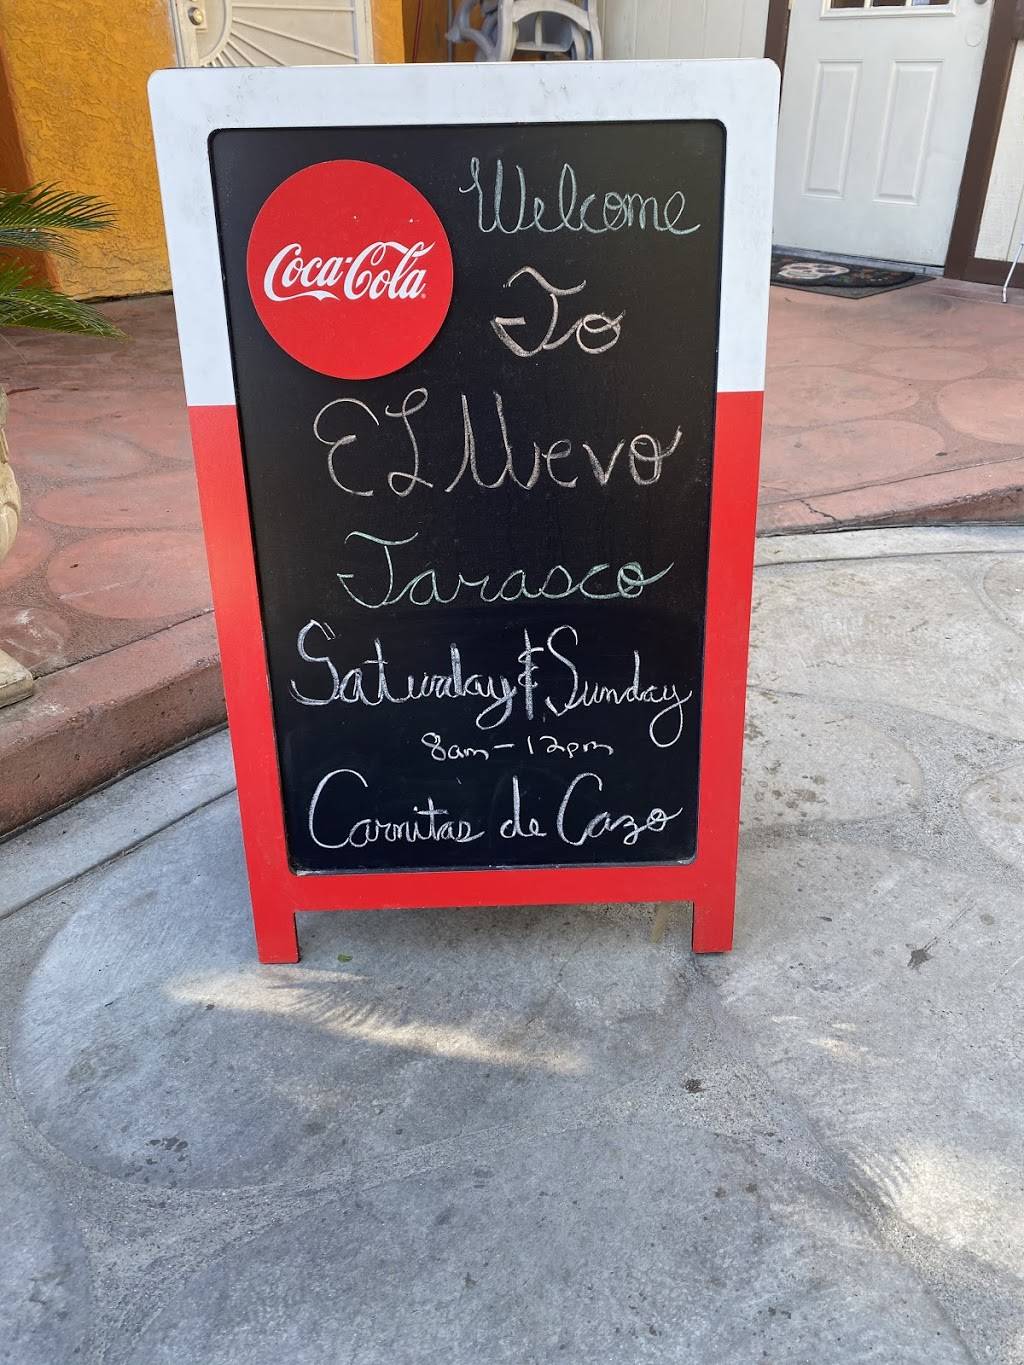 Welcome
Coca-Cola
To
EL Nuevo
Tarasco
Saturday & Sunday
8am - 12pm
Carnitas de Cazo